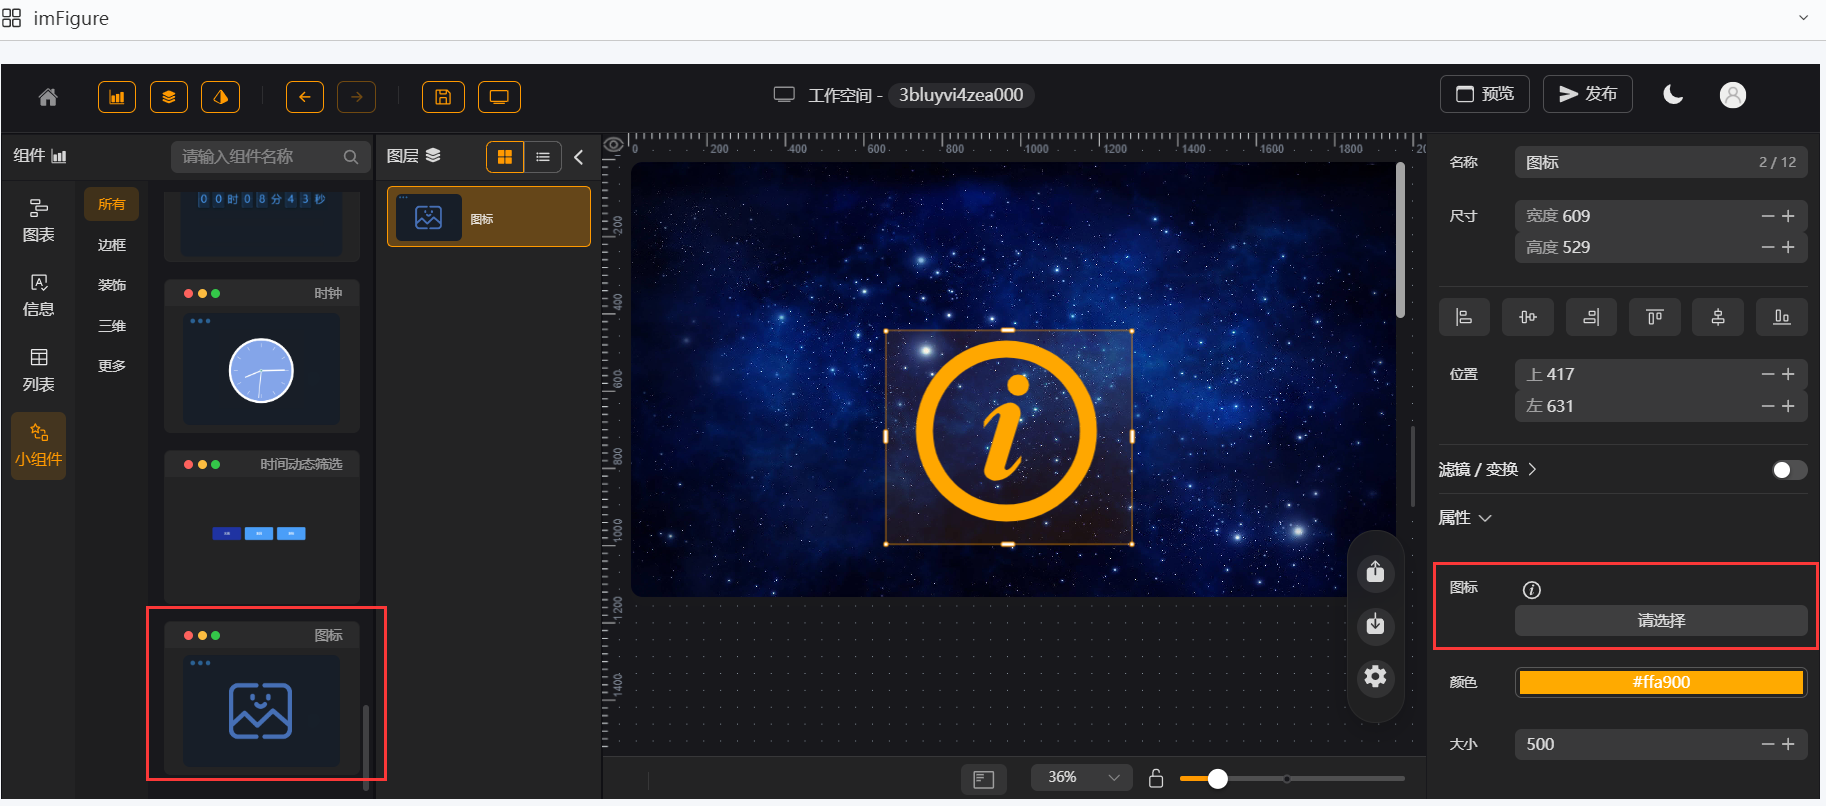 imFigure
工作空间 - 3bluyvi4zea000
预览
发布
组件
请输入组件名称
图层
图表
信息
列表
小组件
所有
边框
装饰
三维
更多
00时08分43秒
时钟
时间动态筛选
图标
图标
0 200 400 600 800 1000 1200 1400 1600 1800
200
400
600
800
1000
1200
1400
36%
名称
图标
2 / 12
尺寸
宽度 609
高度 529
位置
上 417
左 631
滤镜 / 变换
属性
图标
请选择
颜色
#ffa900
大小
500